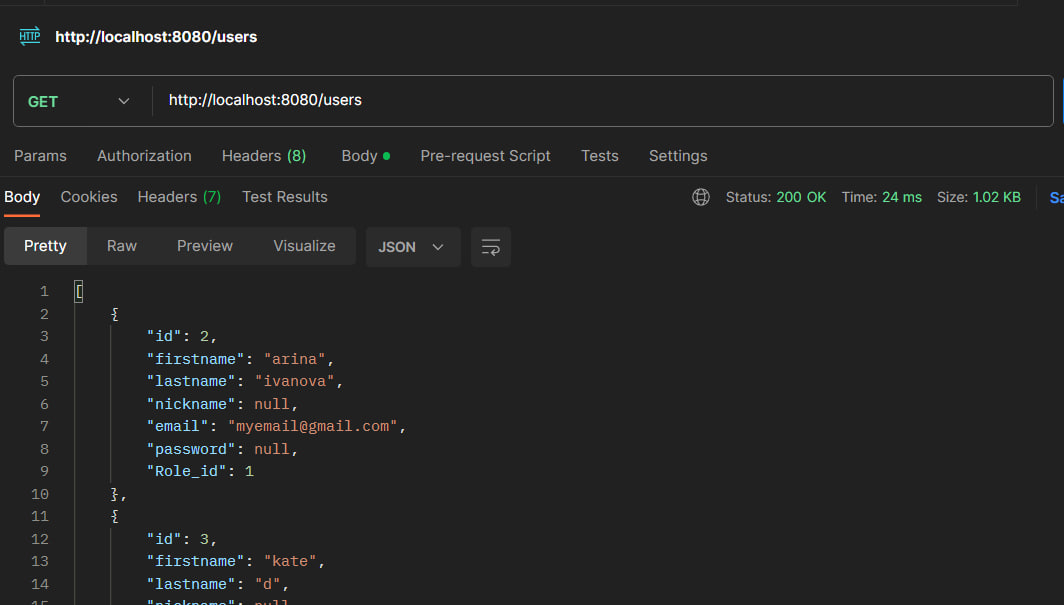 HTTP http://localhost:8080/users
GET http://localhost:8080/users
Params Authorization Headers (8) Body Pre-request Script Tests Settings
Body Cookies Headers (7) Test Results Status: 200 OK Time: 24 ms Size: 1.02 KB
Pretty Raw Preview Visualize JSON
1 [
2 {
3 "id": 2,
4 "firstname": "arina",
5 "lastname": "ivanova",
6 "nickname": null,
7 "email": "myemail@gmail.com",
8 "password": null,
9 "Role_id": 1
10 },
11 {
12 "id": 3,
13 "firstname": "kate",
14 "lastname": "d",
15 "nickname": null